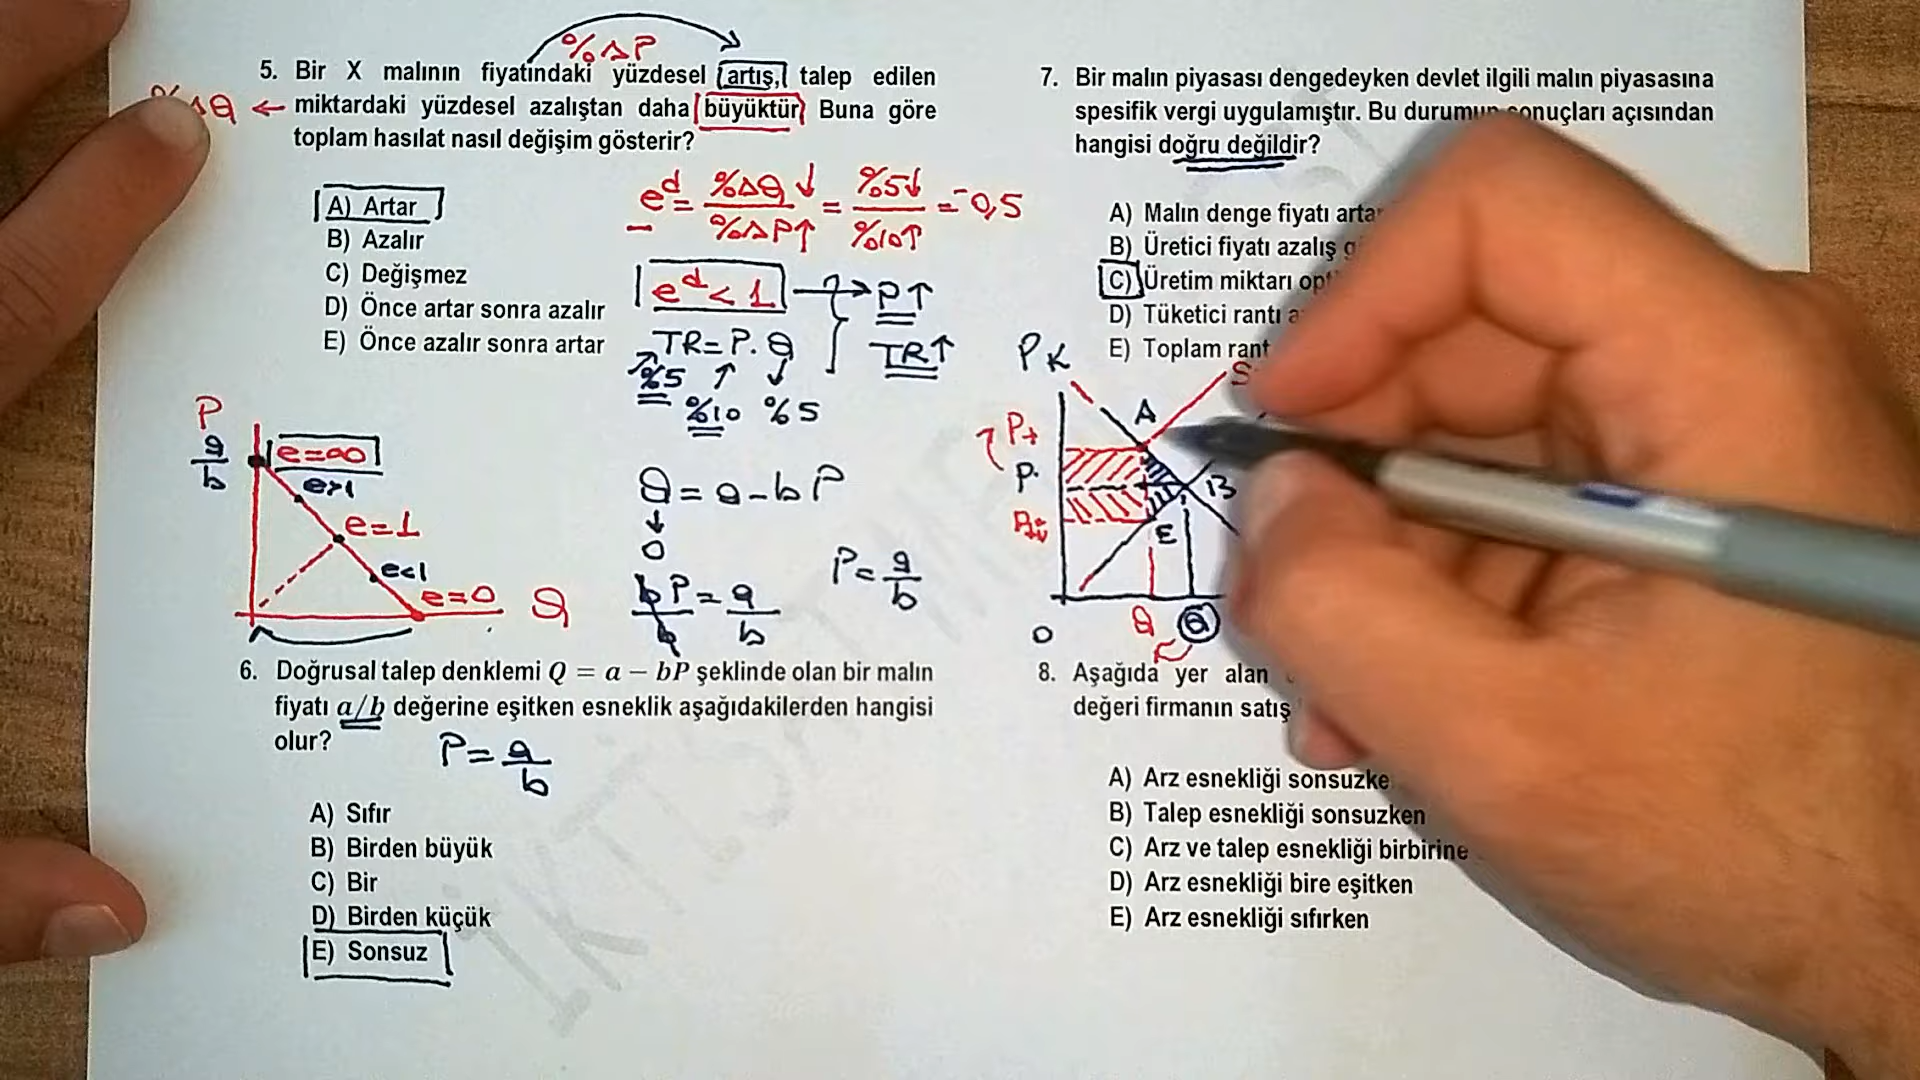 %ΔP
5. Bir X malının fiyatındaki yüzdesel artış, talep edilen
%ΔQ ← miktardaki yüzdesel azalıştan daha büyüktür Buna göre
toplam hasılat nasıl değişim gösterir?
A) Artar
B) Azalır
C) Değişmez
D) Önce artar sonra azalır
E) Önce azalır sonra artar
e^d = %ΔQ↓ / %ΔP↑ = %5↓ / %10↑ = -0,5
e^d < 1 → P↑
TR = P. Q TR↑
%5 ↑ ↓
%10 %5
P
a/b e=∞
e>1
e=1
e<1
e=0 Q
Q = a - bP
↓
0
bP/b = a/b
P = a/b
6. Doğrusal talep denklemi Q = a − bP şeklinde olan bir malın
fiyatı a/b değerine eşitken esneklik aşağıdakilerden hangisi
olur?
P = a/b
A) Sıfır
B) Birden büyük
C) Bir
D) Birden küçük
E) Sonsuz
7. Bir malın piyasası dengedeyken devlet ilgili malın piyasasına
spesifik vergi uygulamıştır. Bu durumun sonuçları açısından
hangisi doğru değildir?
A) Malın denge fiyatı
B) Üretici fiyatı azalış
C) Üretim miktarı
D) Tüketici rantı
E) Toplam rant
PK
S
A
P+
P.
B
E
0
Q Q
8. Aşağıda yer alan
değeri firmanın satış
A) Arz esnekliği
B) Talep esnekliği sonsuzken
C) Arz ve talep esnekliği birbirine
D) Arz esnekliği bire eşitken
E) Arz esnekliği sıfırken